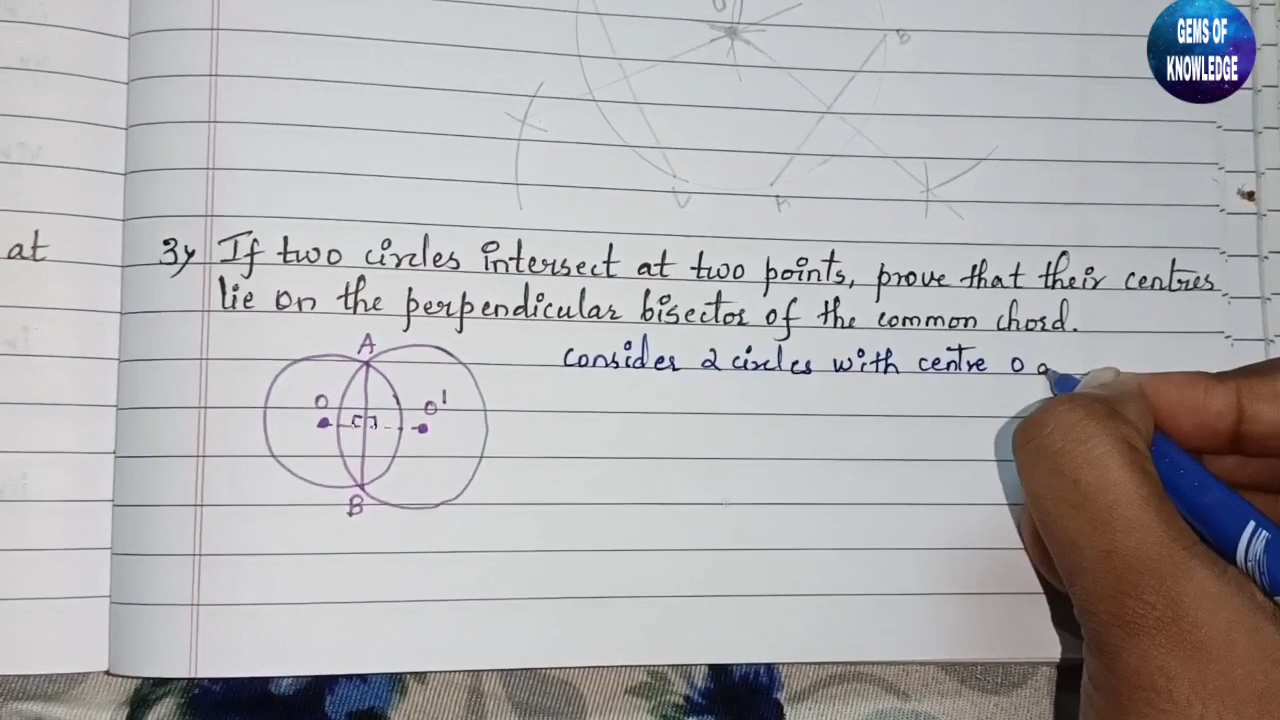 GEMS OF
KNOWLEDGE
B
at
3y If two circles intersect at two points, prove that their centres
lie on the perpendicular bisector of the common chord.
consider 2 circles with centre O a
A
O O'
B